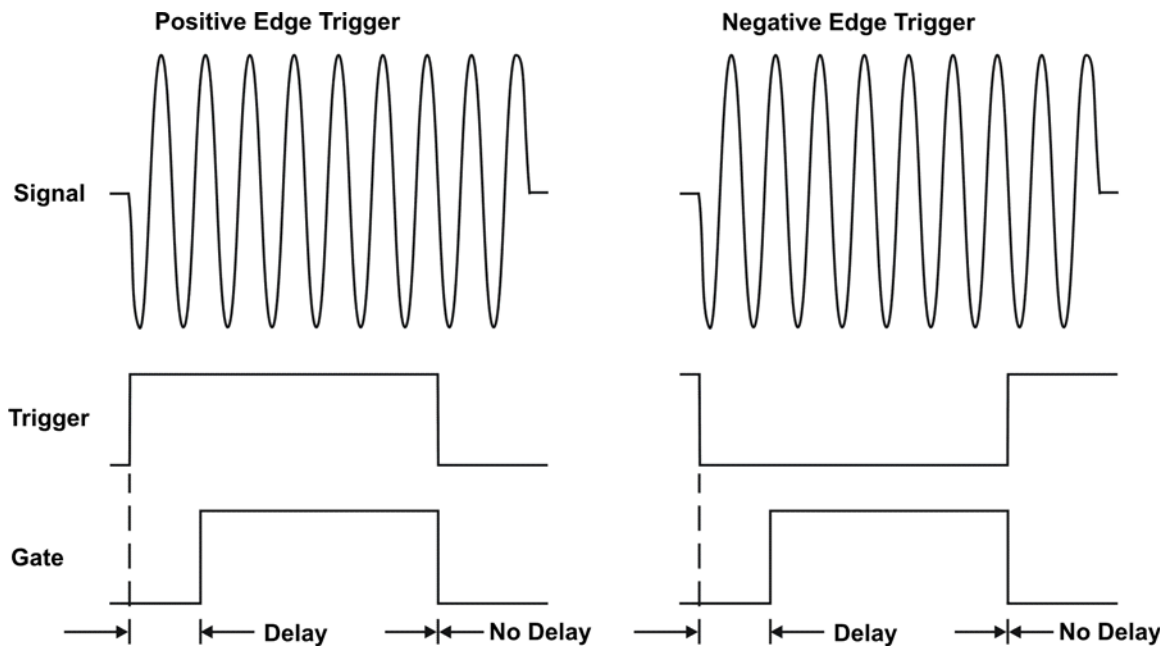 Positive Edge Trigger
Negative Edge Trigger
Signal
Trigger
Gate
Delay
No Delay
Delay
No Delay